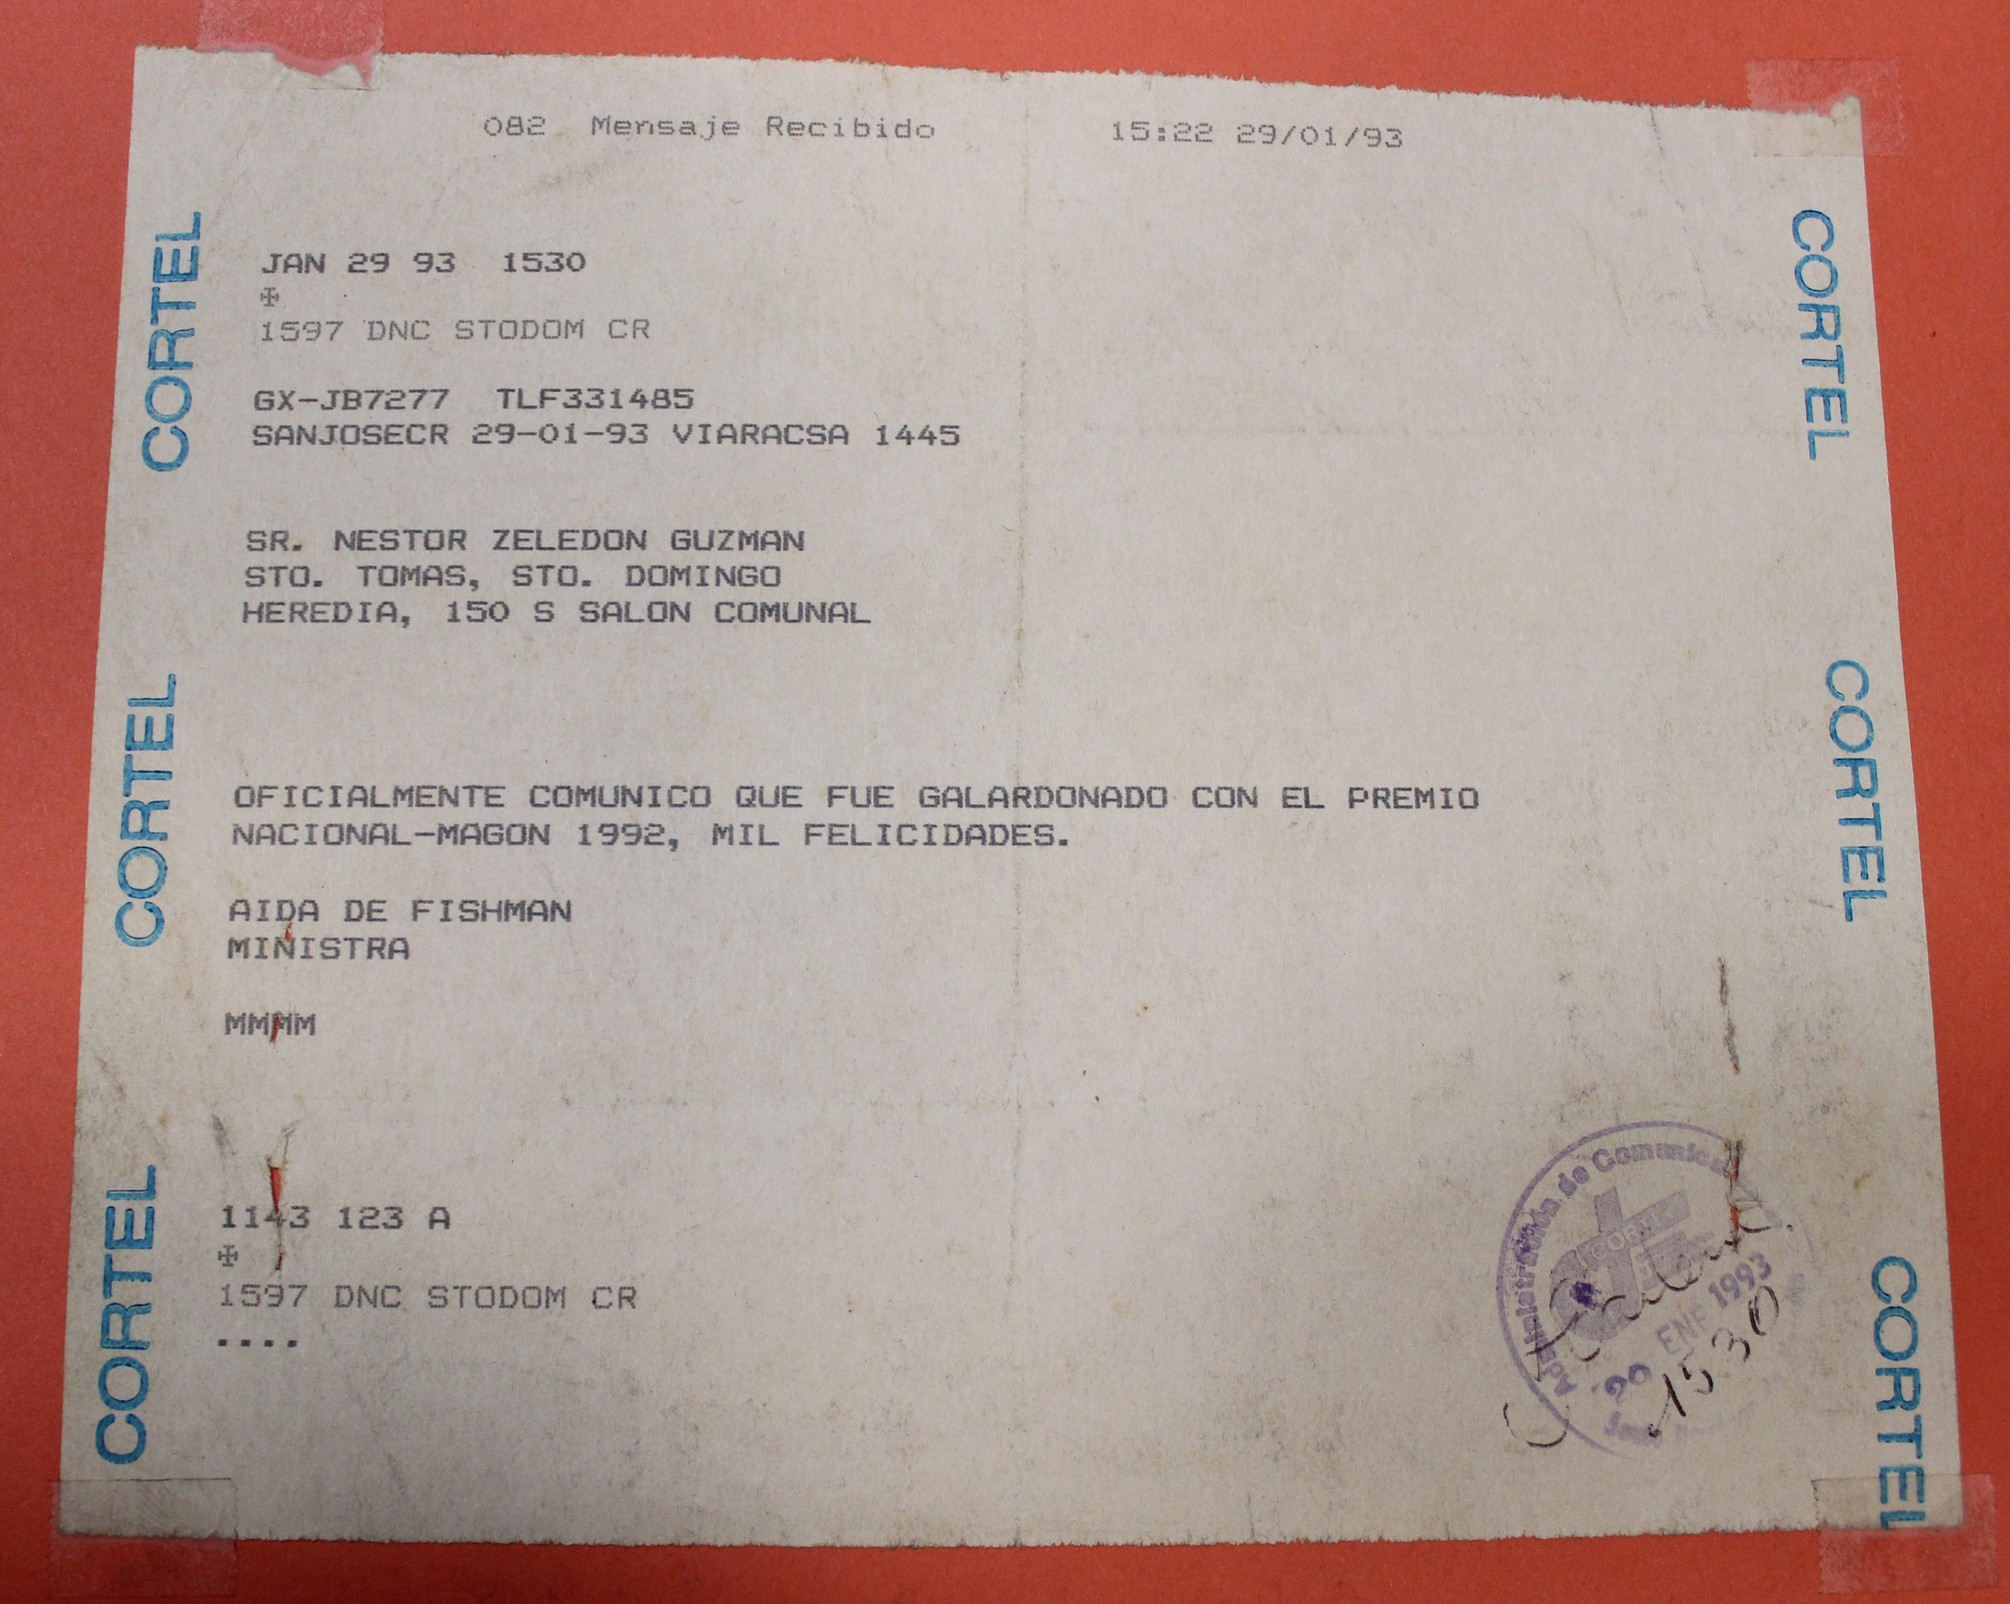 082 Mensaje Recibido 15:22 29/01/93
JAN 29 93 1530
✠
1597 DNC STODOM CR
GX-JB7277 TLF331485
SANJOSECR 29-01-93 VIARACSA 1445
SR. NESTOR ZELEDON GUZMAN
STO. TOMAS, STO. DOMINGO
HEREDIA, 150 S SALON COMUNAL
OFICIALMENTE COMUNICO QUE FUE GALARDONADO CON EL PREMIO
NACIONAL-MAGON 1992, MIL FELICIDADES.
AIDA DE FISHMAN
MINISTRA
MMMM
1143 123 A
✠
1597 DNC STODOM CR
....
CORTEL
CORTEL
CORTEL
CORTEL
CORTEL
CORTEL
de
ENE 1993
1530